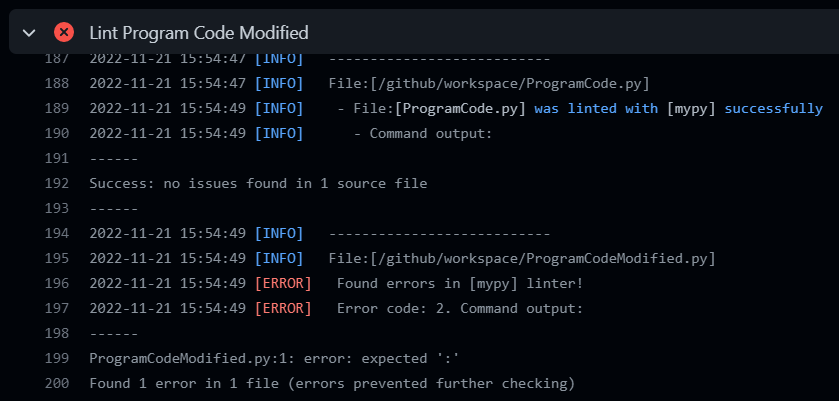 Lint Program Code Modified
187 2022-11-21 15:54:47 [INFO] ---------------------------
188 2022-11-21 15:54:47 [INFO] File:[/github/workspace/ProgramCode.py]
189 2022-11-21 15:54:49 [INFO] - File:[ProgramCode.py] was linted with [mypy] successfully
190 2022-11-21 15:54:49 [INFO] - Command output:
191 ------
192 Success: no issues found in 1 source file
193 ------
194 2022-11-21 15:54:49 [INFO] ---------------------------
195 2022-11-21 15:54:49 [INFO] File:[/github/workspace/ProgramCodeModified.py]
196 2022-11-21 15:54:49 [ERROR] Found errors in [mypy] linter!
197 2022-11-21 15:54:49 [ERROR] Error code: 2. Command output:
198 ------
199 ProgramCodeModified.py:1: error: expected ':'
200 Found 1 error in 1 file (errors prevented further checking)